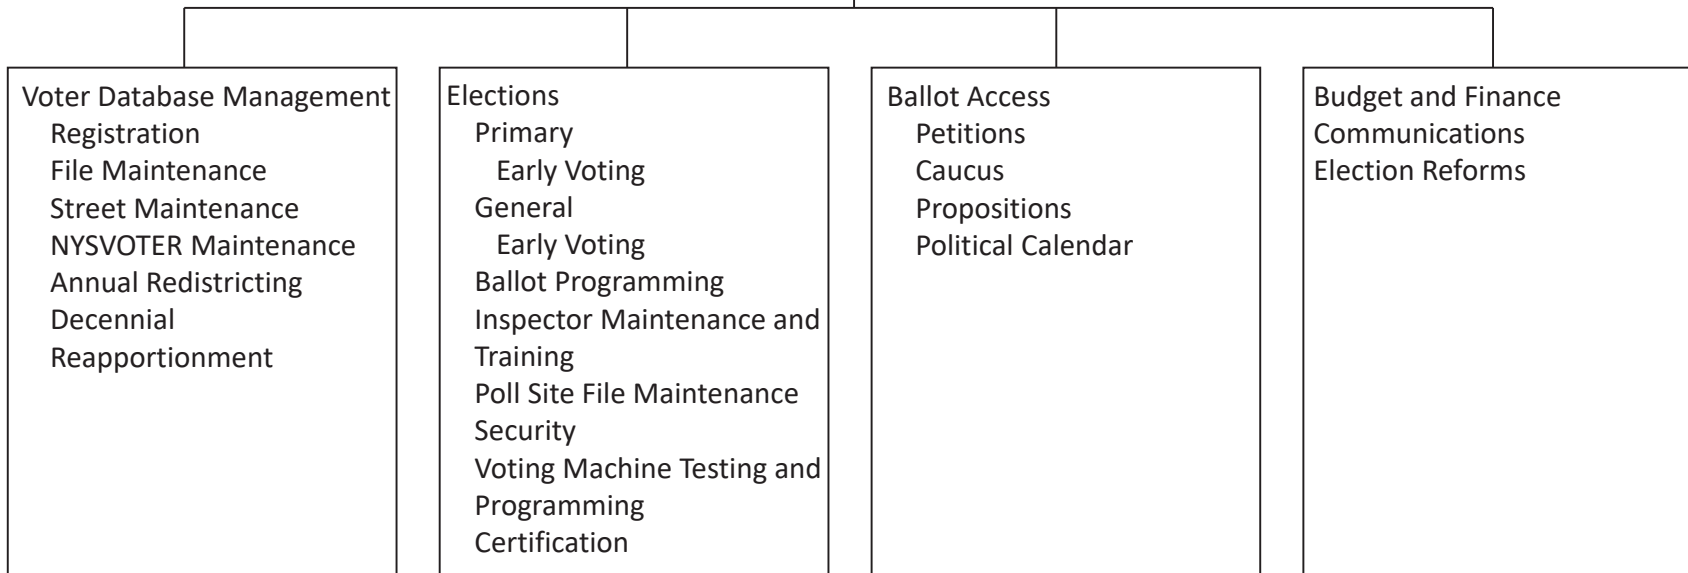 Voter Database Management
Registration
File Maintenance
Street Maintenance
NYSVOTER Maintenance
Annual Redistricting
Decennial
Reapportionment
Elections
Primary
Early Voting
General
Early Voting
Ballot Programming
Inspector Maintenance and
Training
Poll Site File Maintenance
Security
Voting Machine Testing and
Programming
Certification
Ballot Access
Petitions
Caucus
Propositions
Political Calendar
Budget and Finance
Communications
Election Reforms